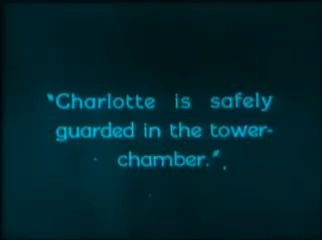 "Charlotte is safely
guarded in the tower-
chamber."